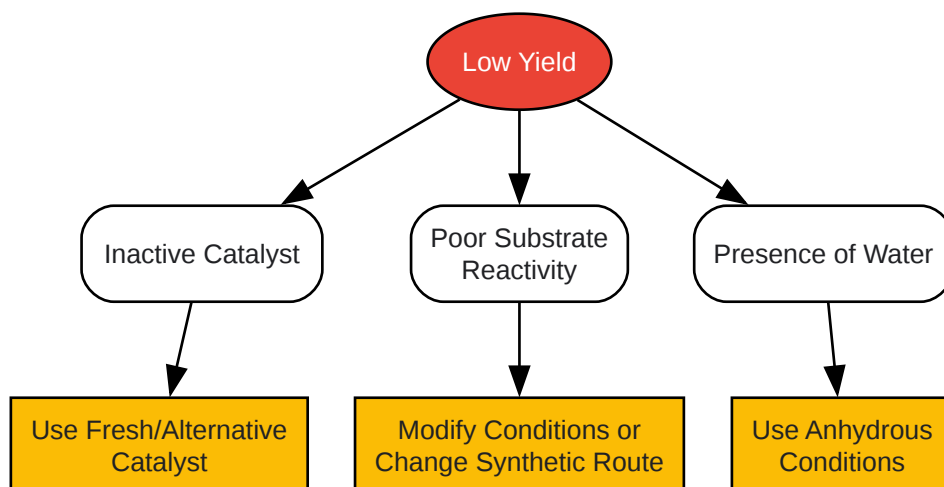 Low Yield
Inactive Catalyst
Poor Substrate
Reactivity
Presence of Water
Use Fresh/Alternative
Catalyst
Modify Conditions or
Change Synthetic Route
Use Anhydrous
Conditions